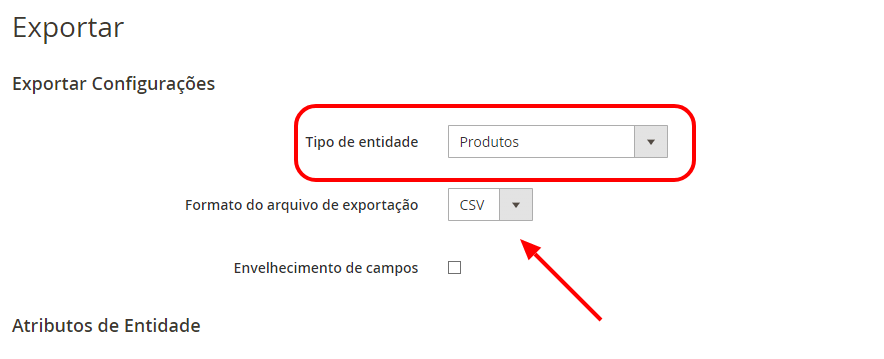 Exportar
Exportar Configurações
Tipo de entidade Produtos
Formato do arquivo de exportação CSV
Envelhecimento de campos
Atributos de Entidade